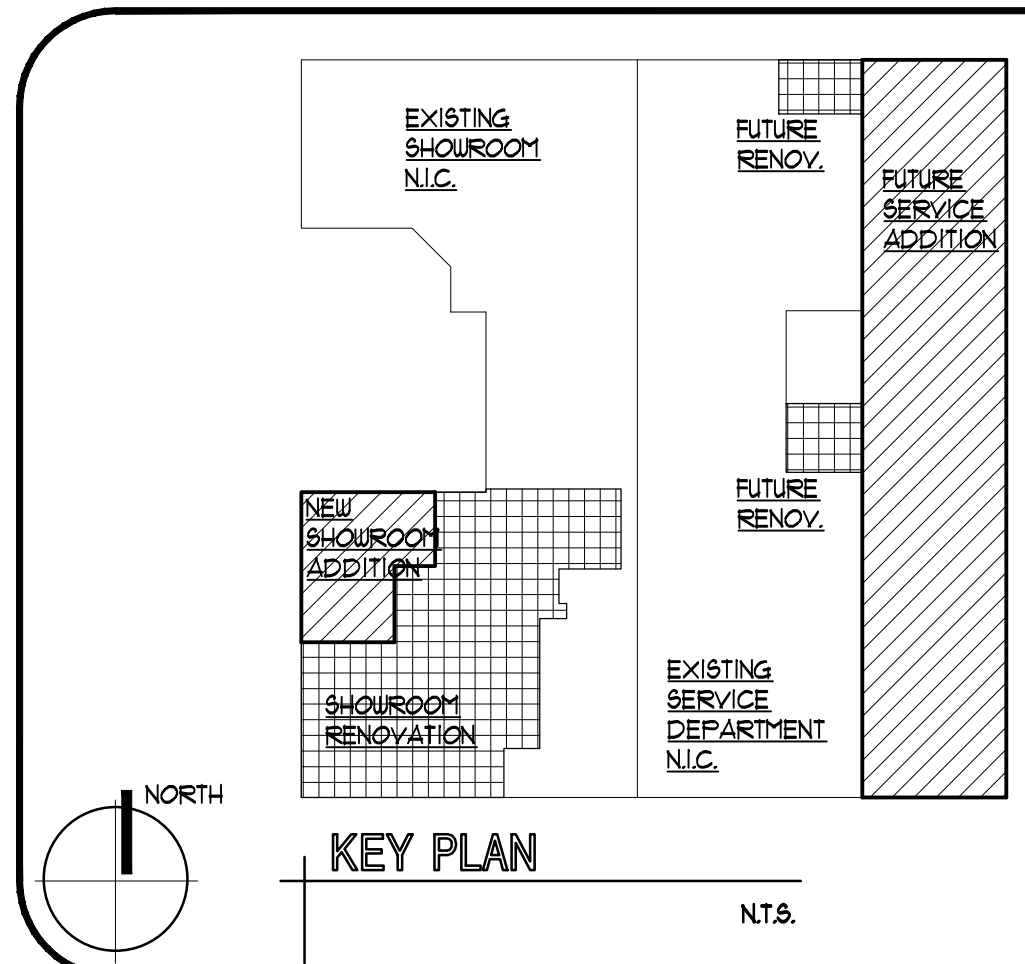 EXISTING
SHOWROOM
N.I.C.
FUTURE
RENOV.
FUTURE
SERVICE
ADDITION
NEW
SHOWROOM
ADDITION
FUTURE
RENOV.
SHOWROOM
RENOVATION
EXISTING
SERVICE
DEPARTMENT
N.I.C.
NORTH
KEY PLAN
N.T.S.